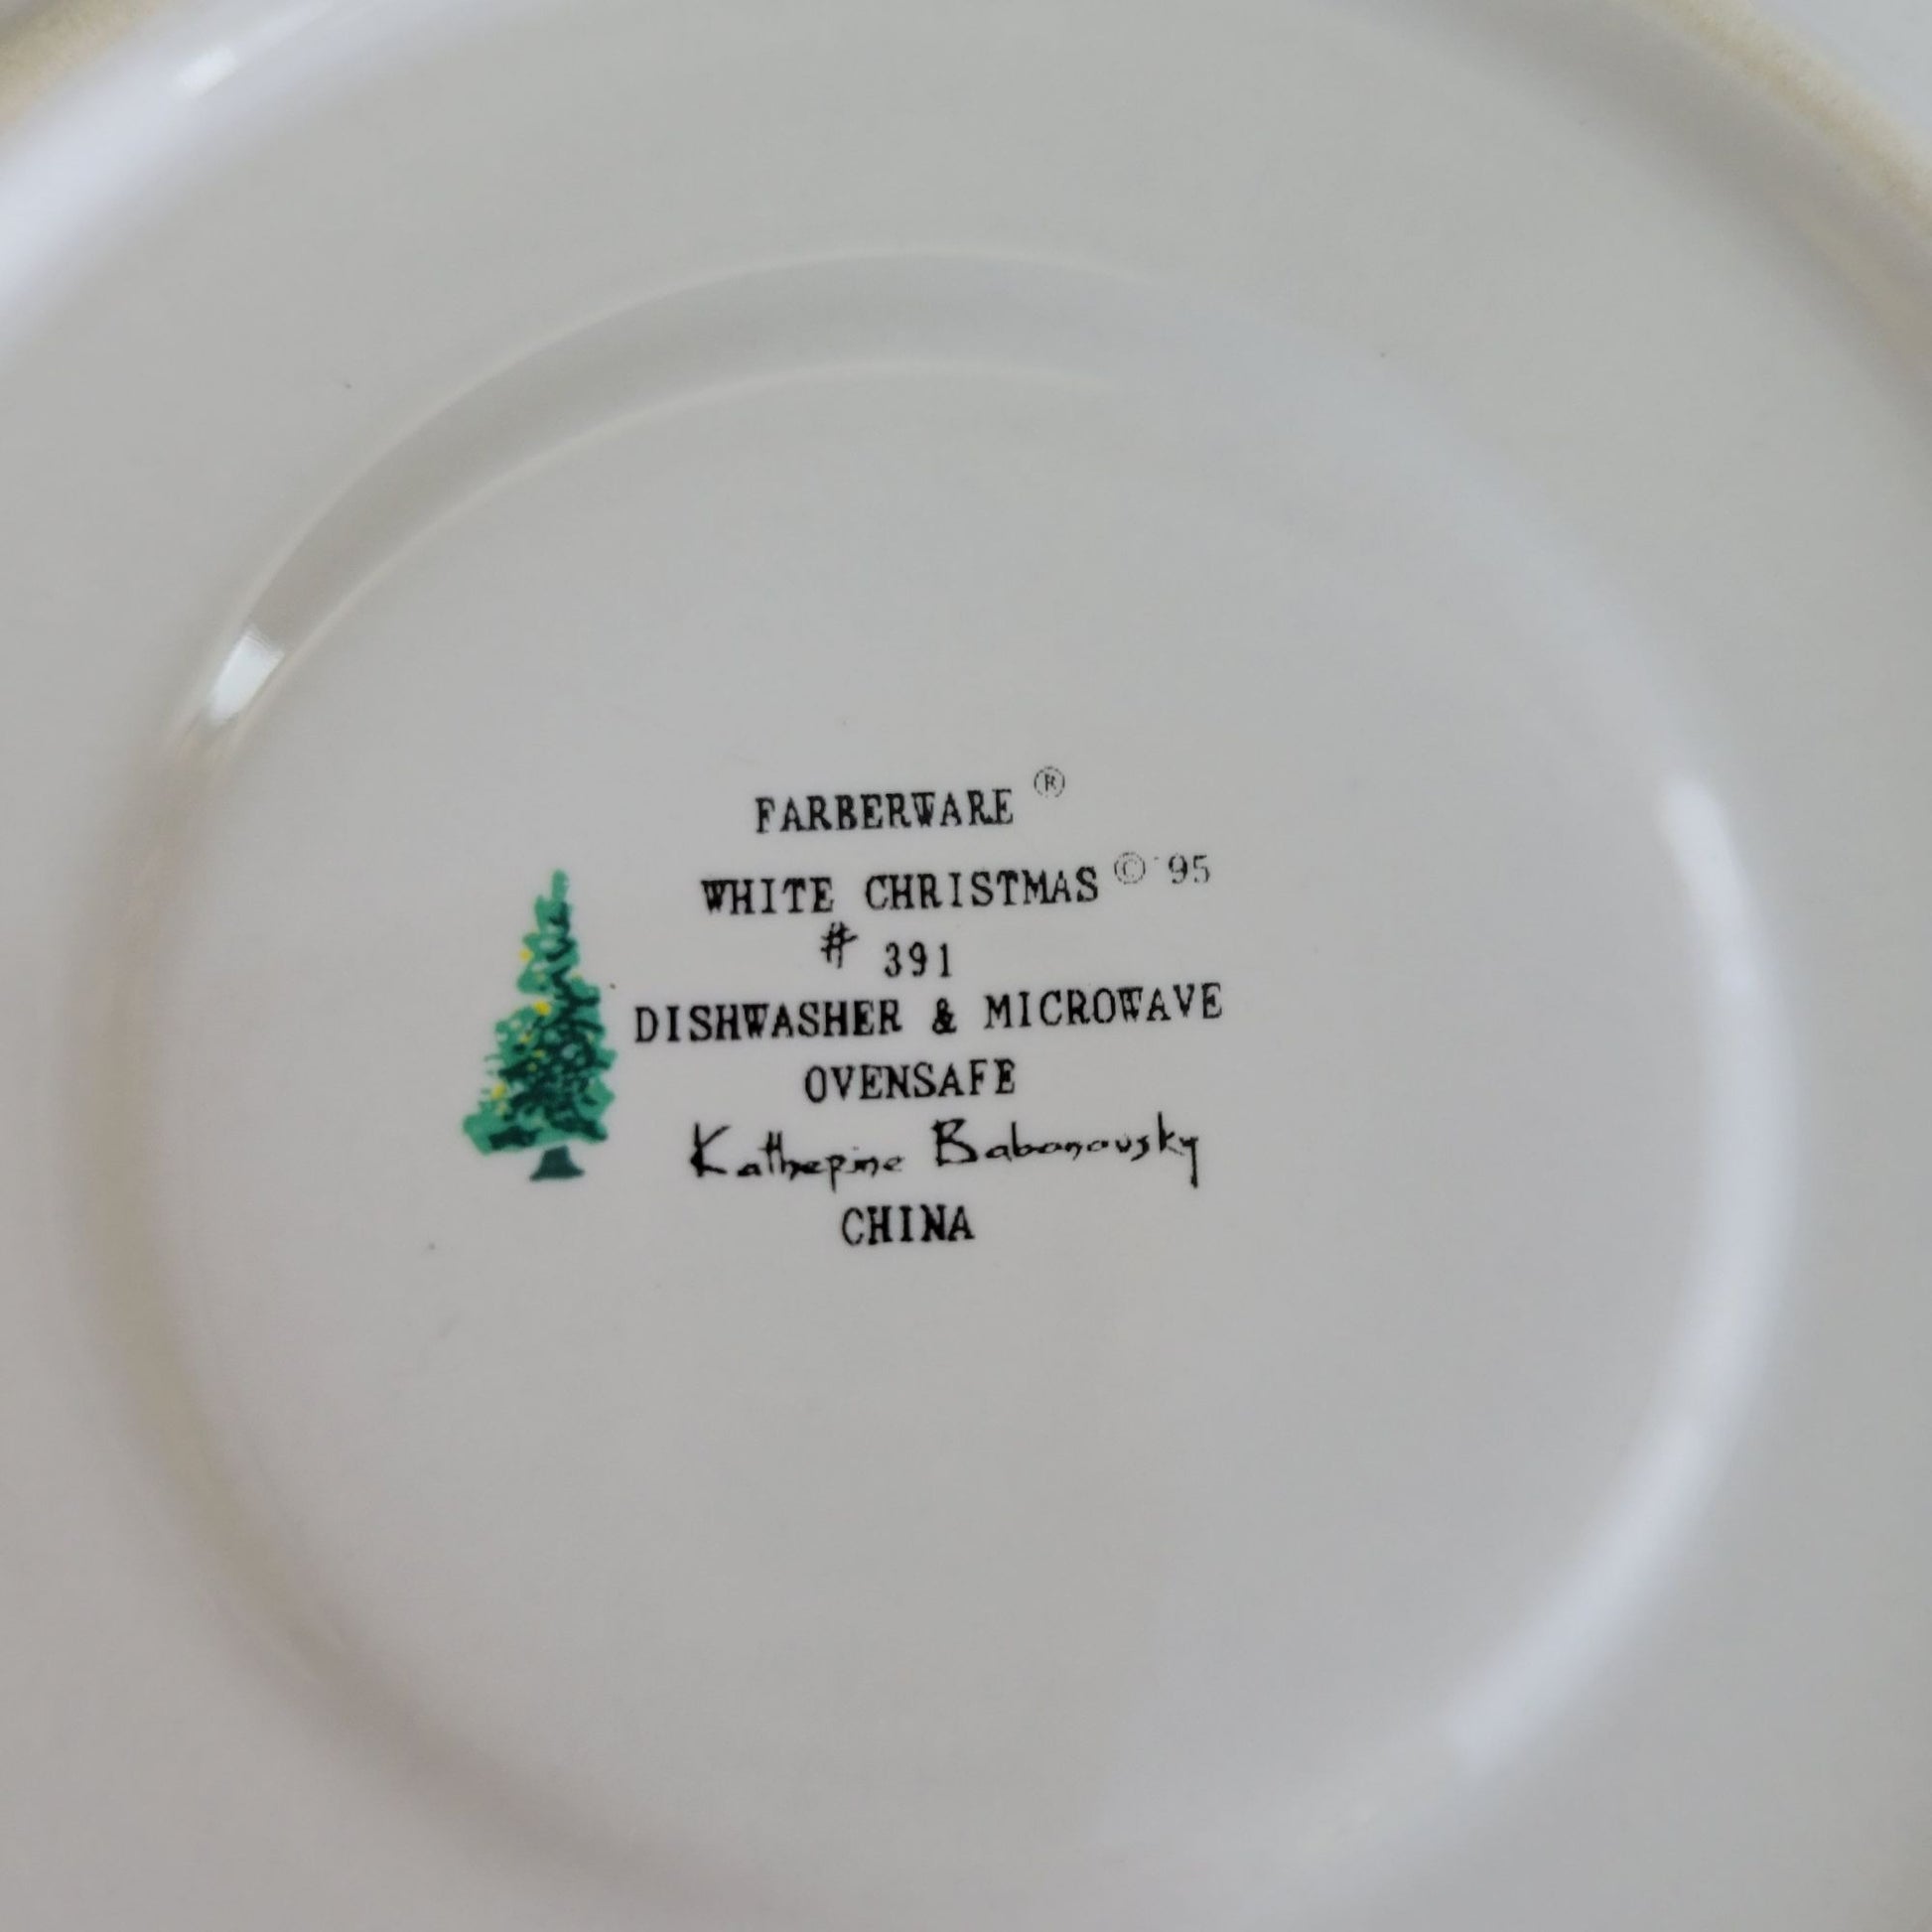 FARBERWARE ®
WHITE CHRISTMAS © '95
# 391
DISHWASHER & MICROWAVE
OVENSAFE
Katherine Babanovsky
CHINA